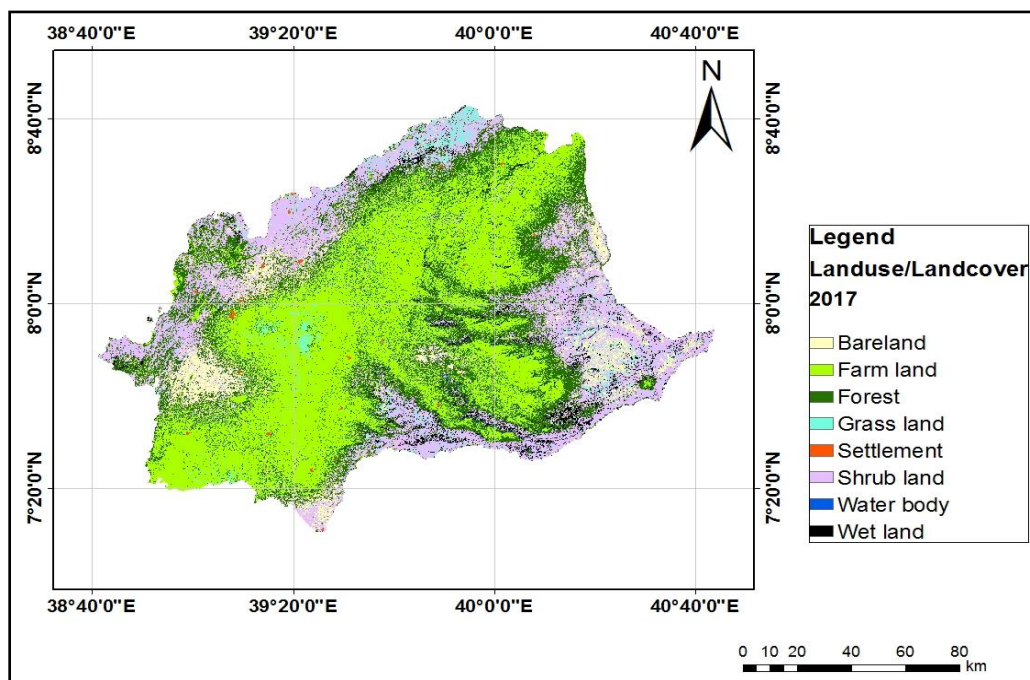 38°40'0"E 39°20'0"E 40°0'0"E 40°40'0"E
N
8°40'0"N 8°40'0"N
8°0'0"N 8°0'0"N
7°20'0"N 7°20'0"N
Legend
Landuse/Landcover
2017
Bareland
Farm land
Forest
Grass land
Settlement
Shrub land
Water body
Wet land
38°40'0"E 39°20'0"E 40°0'0"E 40°40'0"E
0 10 20 40 60 80
km